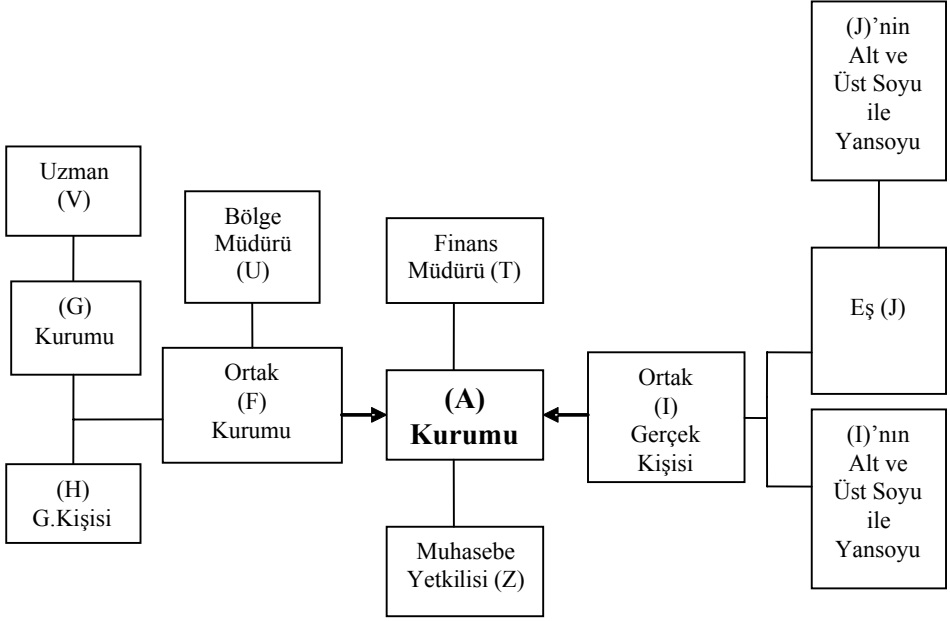 (J)’nin
Alt ve
Üst Soyu
ile
Yansoyu
Uzman
(V)
Bölge
Müdürü
(U)
Finans
Müdürü (T)
(G)
Kurumu
Eş (J)
Ortak
(F)
Kurumu
(A)
Kurumu
Ortak
(I)
Gerçek
Kişisi
(H)
G.Kişisi
(I)’nın
Alt ve
Üst Soyu
ile
Yansoyu
Muhasebe
Yetkilisi (Z)